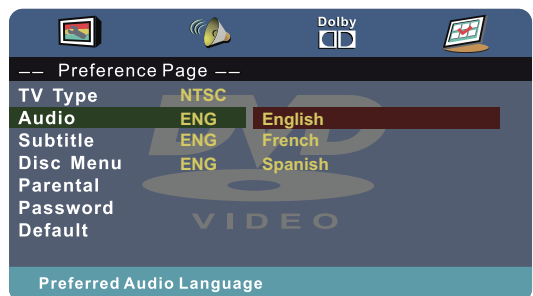 Dolby
-- Preference Page --
TV Type NTSC
Audio ENG English
Subtitle ENG French
Disc Menu ENG Spanish
Parental
Password
Default
DVD
VIDEO
Preferred Audio Language